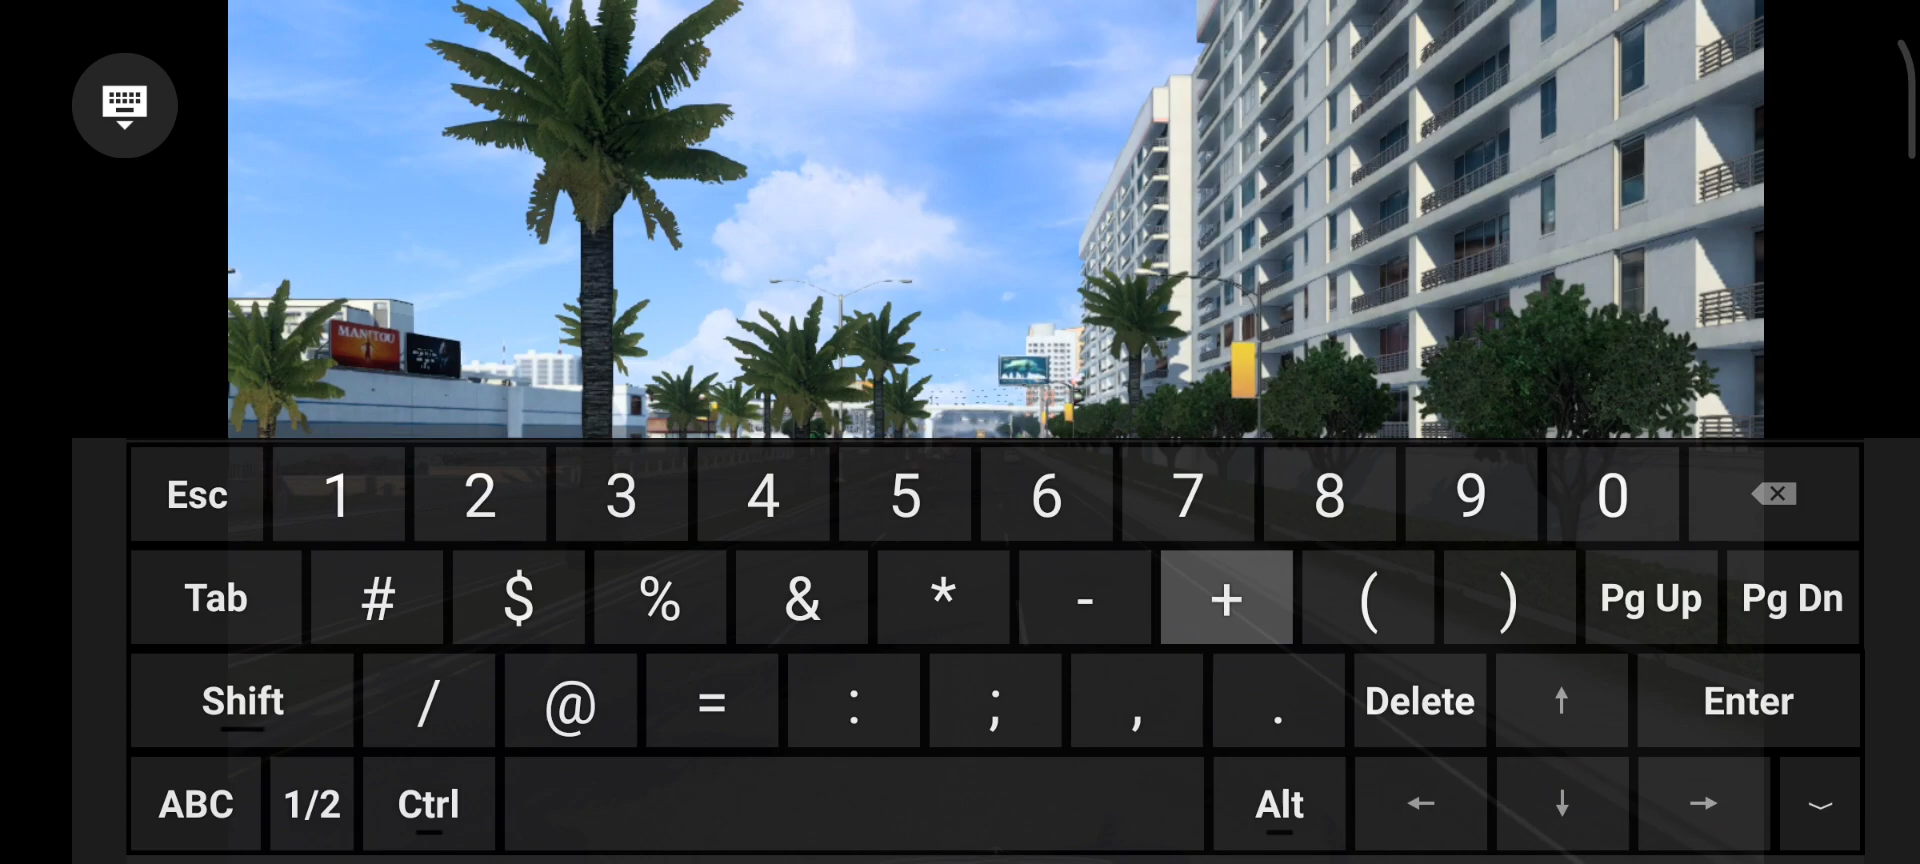 MANITOU
Esc 1 2 3 4 5 6 7 8 9 0
Tab # $ % & * - + ( ) Pg Up Pg Dn
Shift / @ = : ; , . Delete ↑ Enter
ABC 1/2 Ctrl Alt ← ↓ →